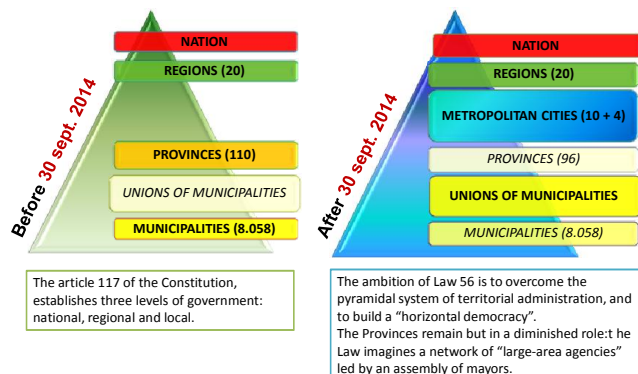 Before 30 sept. 2014
NATION
REGIONS (20)
PROVINCES (110)
UNIONS OF MUNICIPALITIES
MUNICIPALITIES (8.058)
The article 117 of the Constitution,
establishes three levels of government:
national, regional and local.
After 30 sept. 2014
NATION
REGIONS (20)
METROPOLITAN CITIES (10 + 4)
PROVINCES (96)
UNIONS OF MUNICIPALITIES
MUNICIPALITIES (8.058)
The ambition of Law 56 is to overcome the
pyramidal system of territorial administration, and
to build a “horizontal democracy”.
The Provinces remain but in a diminished role:t he
Law imagines a network of “large-area agencies”
led by an assembly of mayors.